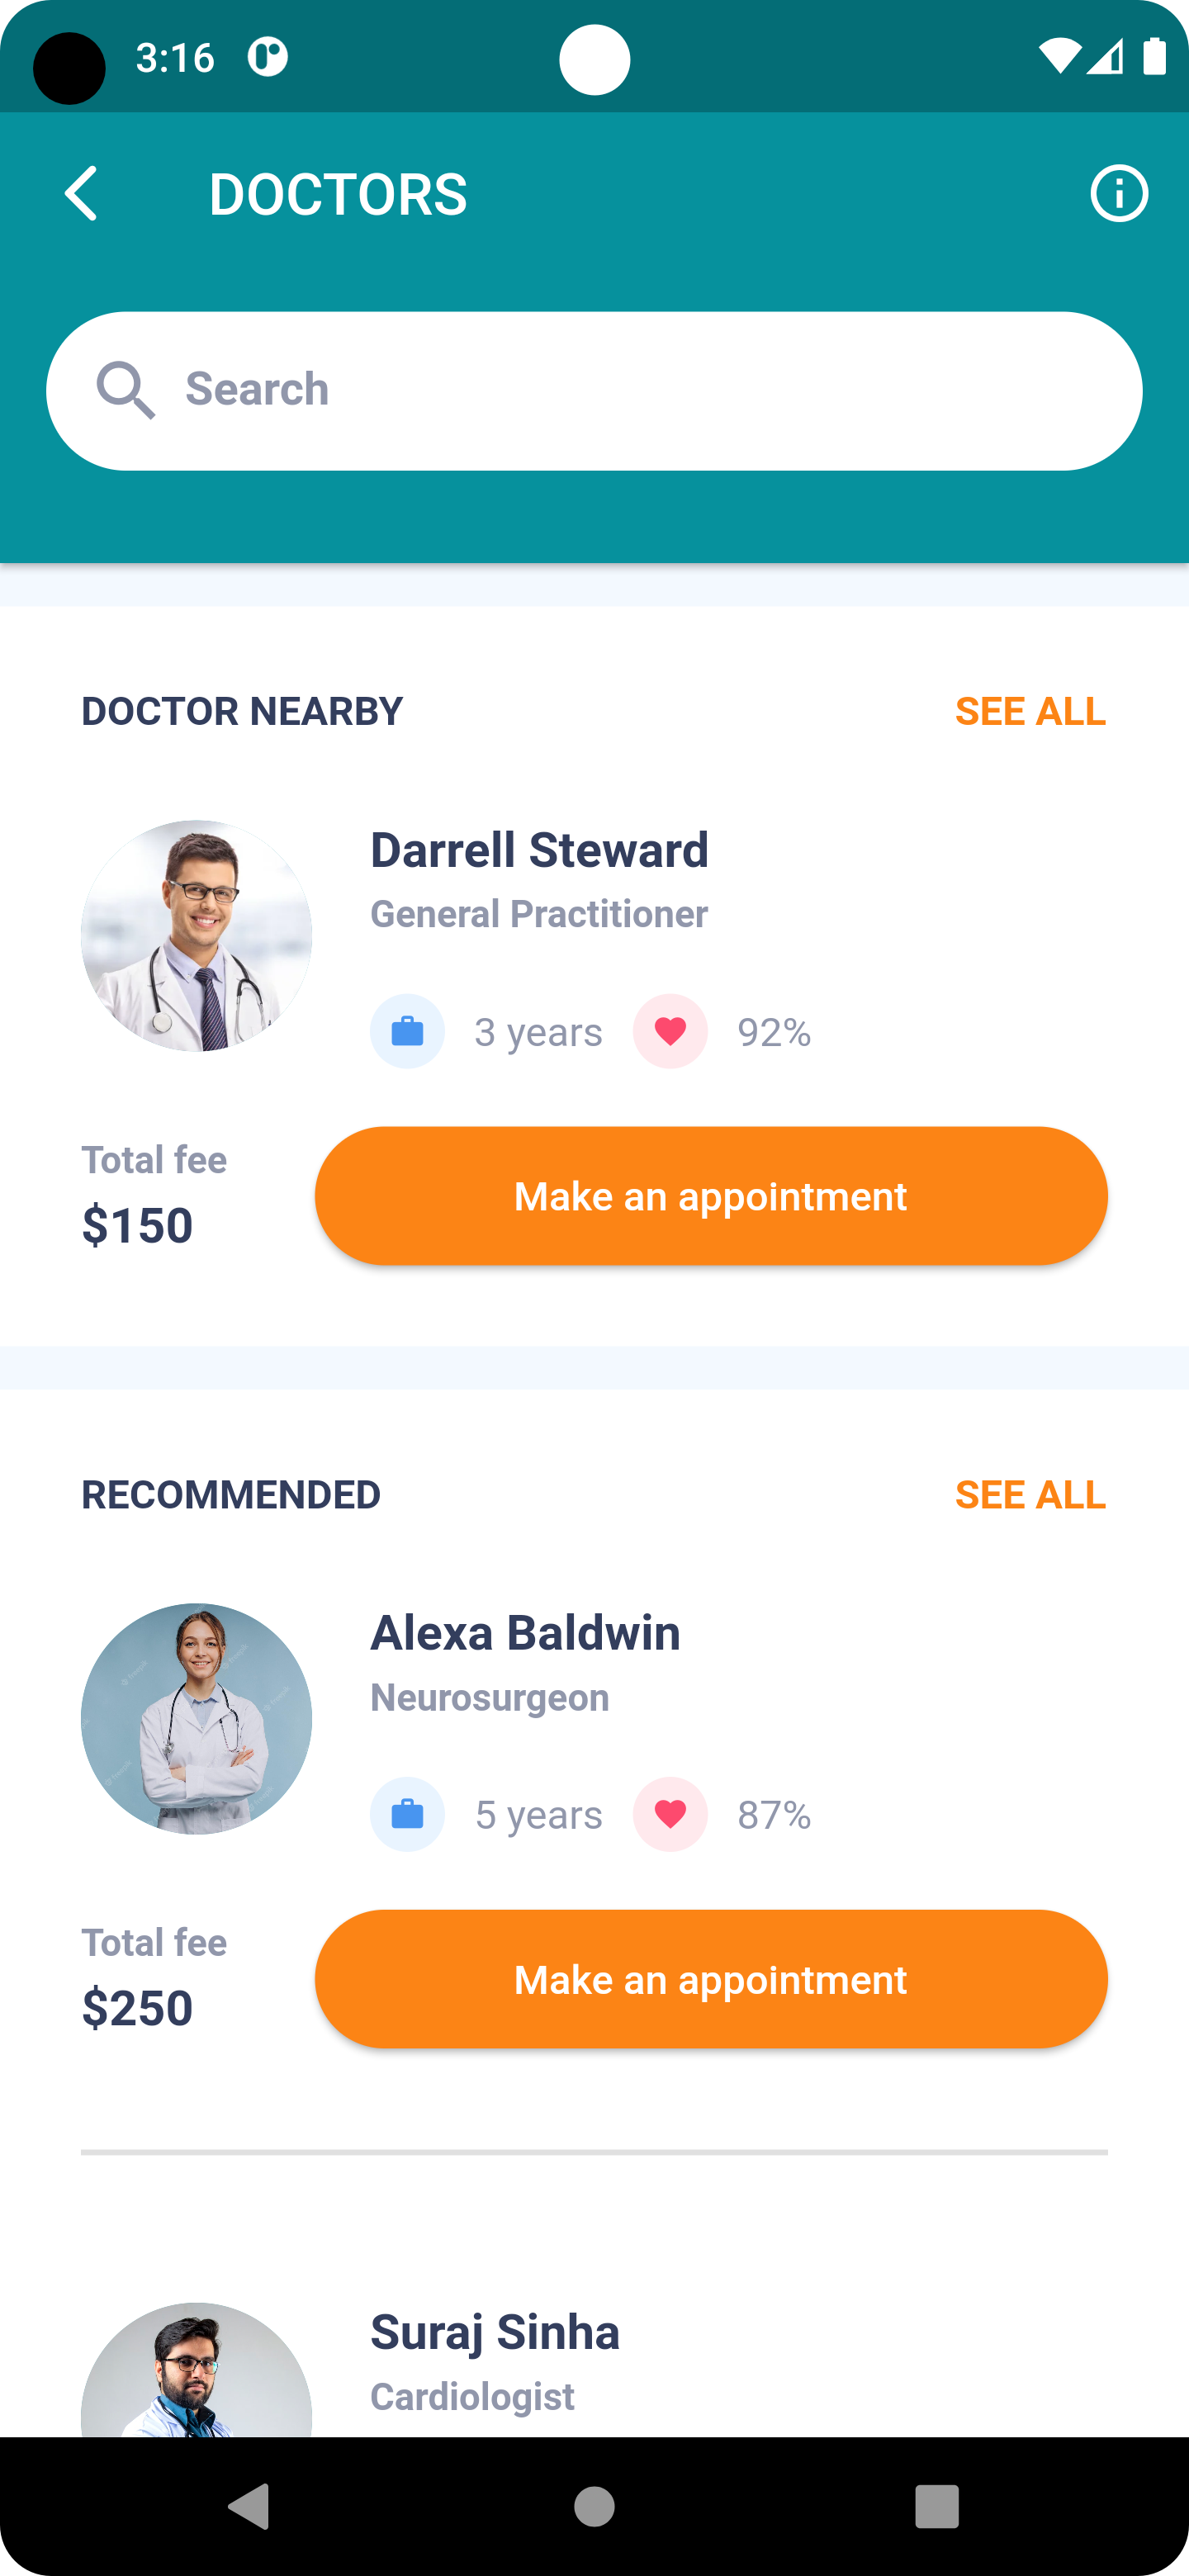 3:16
DOCTORS
Search
DOCTOR NEARBY
SEE ALL
Darrell Steward
General Practitioner
3 years
92%
Total fee
$150
Make an appointment
RECOMMENDED
SEE ALL
Alexa Baldwin
Neurosurgeon
5 years
87%
Total fee
$250
Make an appointment
Suraj Sinha
Cardiologist